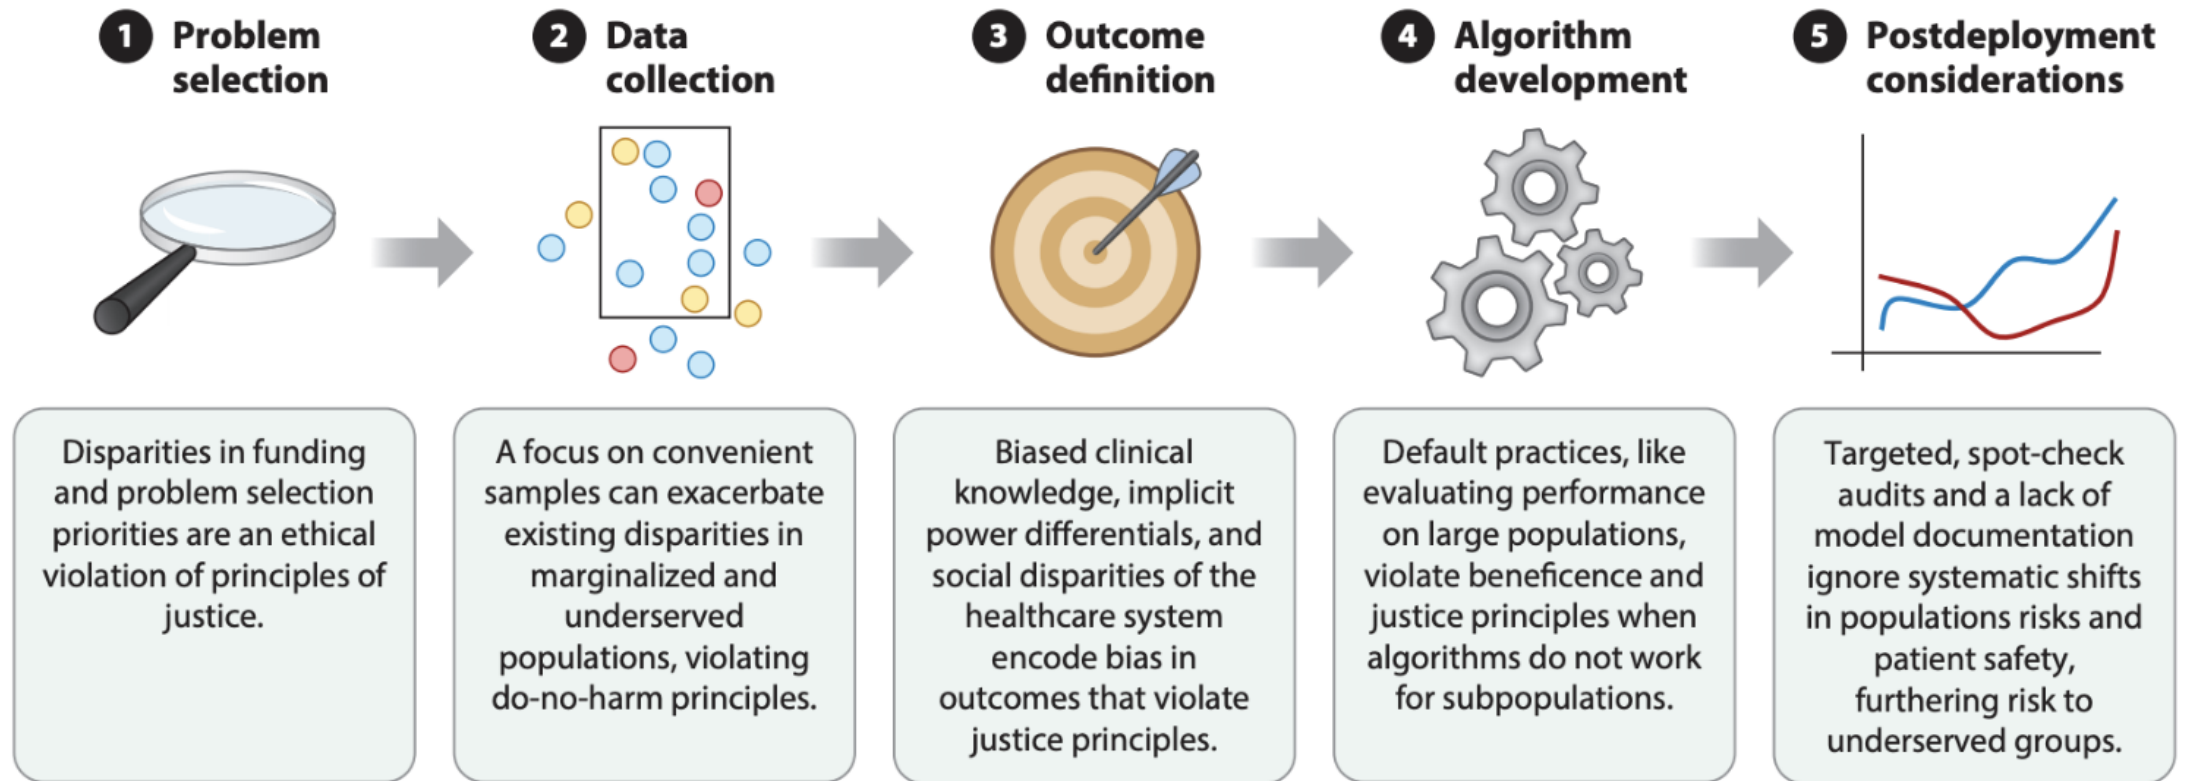 1 Problem
selection
2 Data
collection
3 Outcome
definition
4 Algorithm
development
5 Postdeployment
considerations
Disparities in funding
and problem selection
priorities are an ethical
violation of principles of
justice.
A focus on convenient
samples can exacerbate
existing disparities in
marginalized and
underserved
populations, violating
do-no-harm principles.
Biased clinical
knowledge, implicit
power differentials, and
social disparities of the
healthcare system
encode bias in
outcomes that violate
justice principles.
Default practices, like
evaluating performance
on large populations,
violate beneficence and
justice principles when
algorithms do not work
for subpopulations.
Targeted, spot-check
audits and a lack of
model documentation
ignore systematic shifts
in populations risks and
patient safety,
furthering risk to
underserved groups.